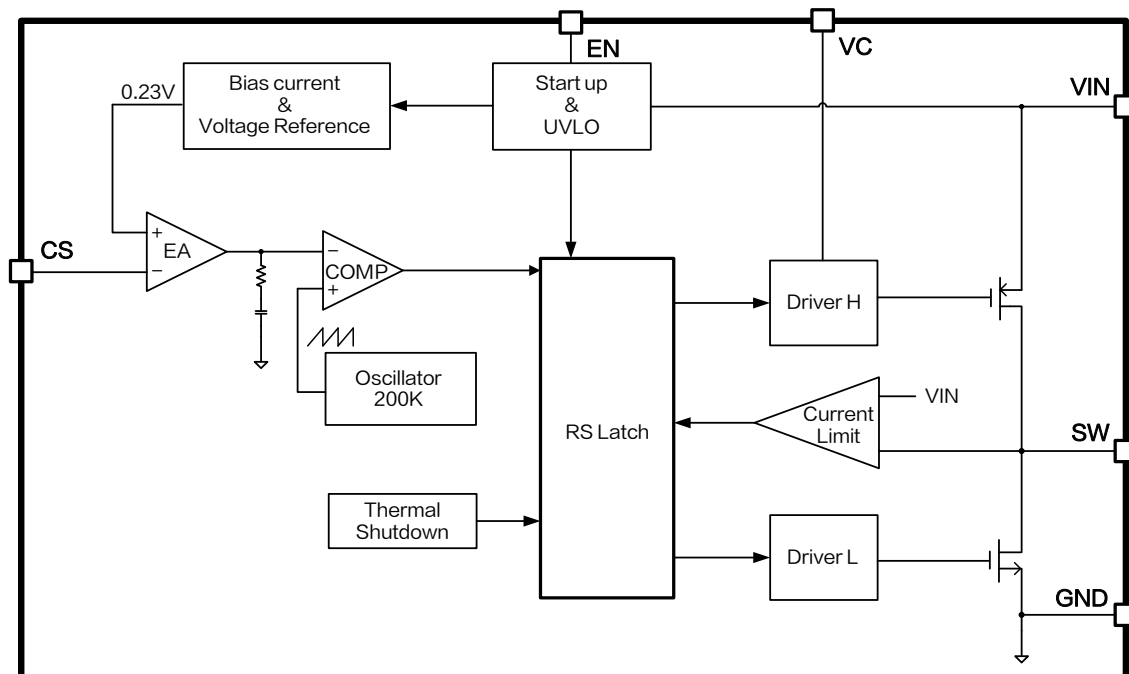 EN
VC
VIN
0.23V
Bias current
&
Voltage Reference
Start up
&
UVLO
CS
+
EA
−
−
COMP
+
Oscillator
200K
Driver H
VIN
Current
Limit
RS Latch
SW
Thermal
Shutdown
Driver L
GND